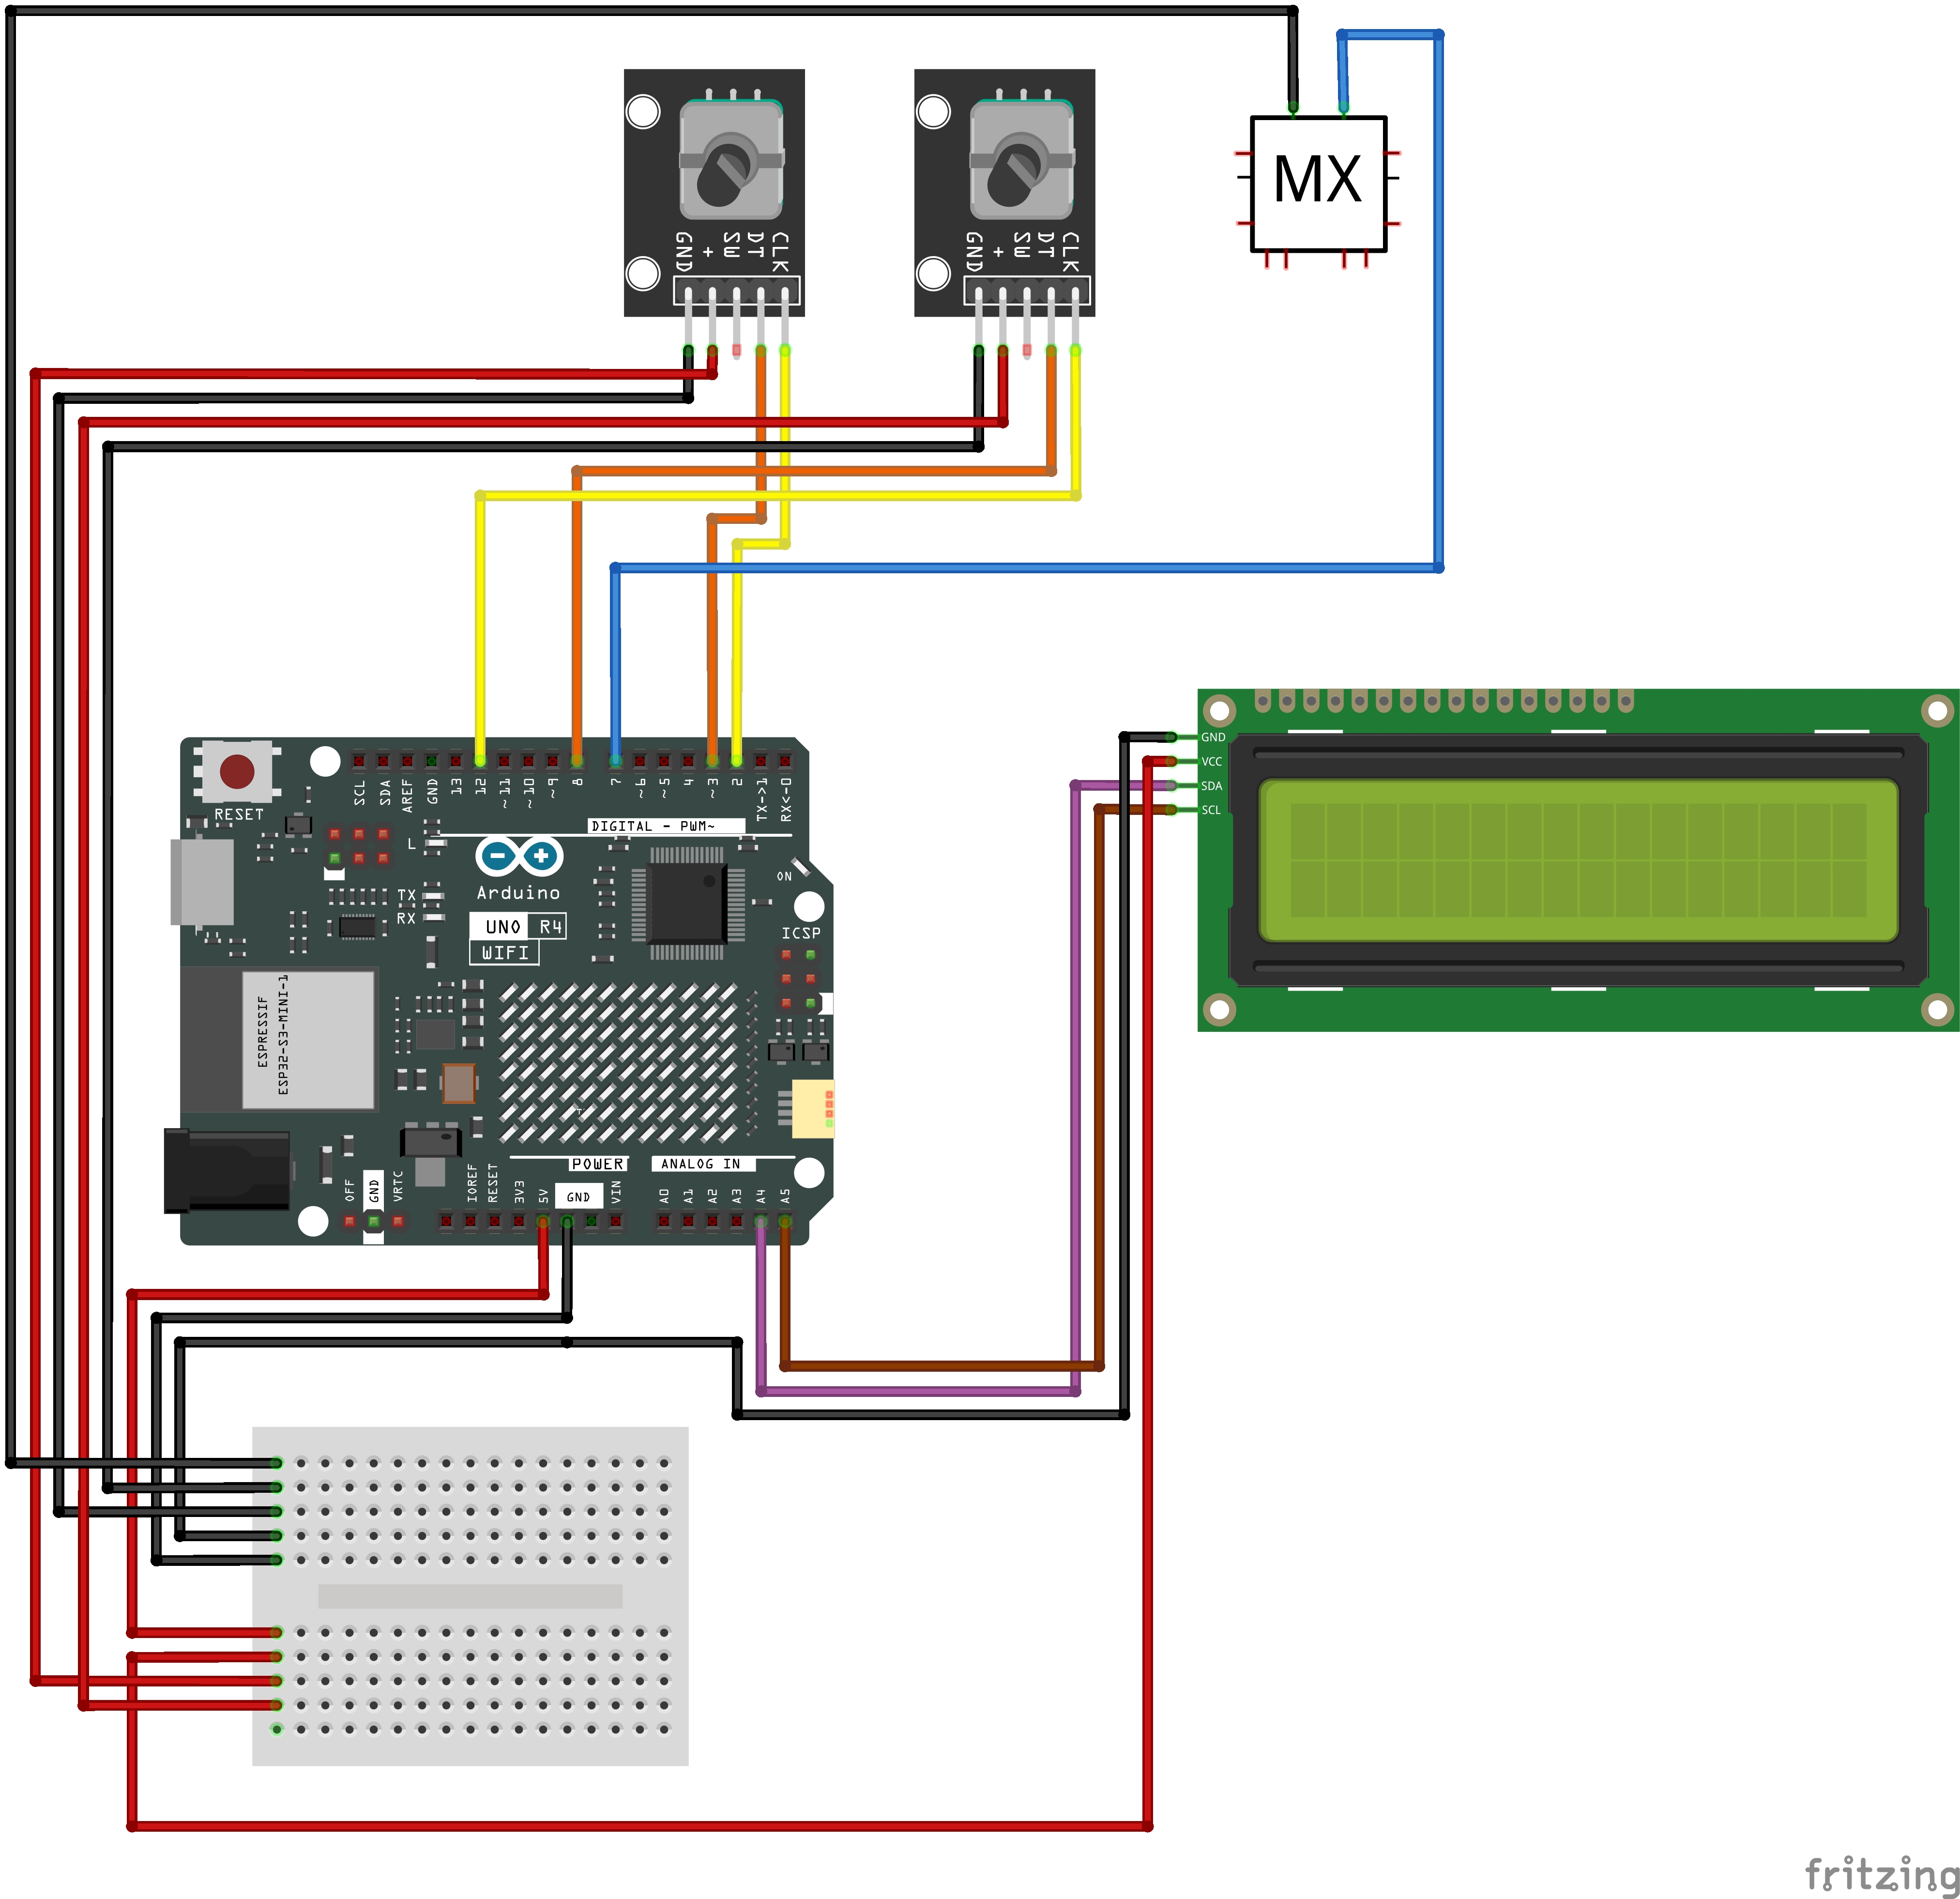 MX
GND
+
SW
DT
CLK
GND
+
SW
DT
CLK
GND
VCC
SDA
SCL
RESET
SCL
SDA
AREF
GND
13
12
~11
~10
~9
8
7
~6
~5
4
~3
2
TX->1
RX<-0
DIGITAL - PWM~
L
Arduino
ON
TX
RX
UNO R4
WIFI
ICSP
ESPRESSIF
ESP32-S3-MINI-1
POWER
ANALOG IN
OFF
GND
VRTC
IOREF
RESET
3V3
5V
GND
VIN
A0
A1
A2
A3
A4
A5
fritzing